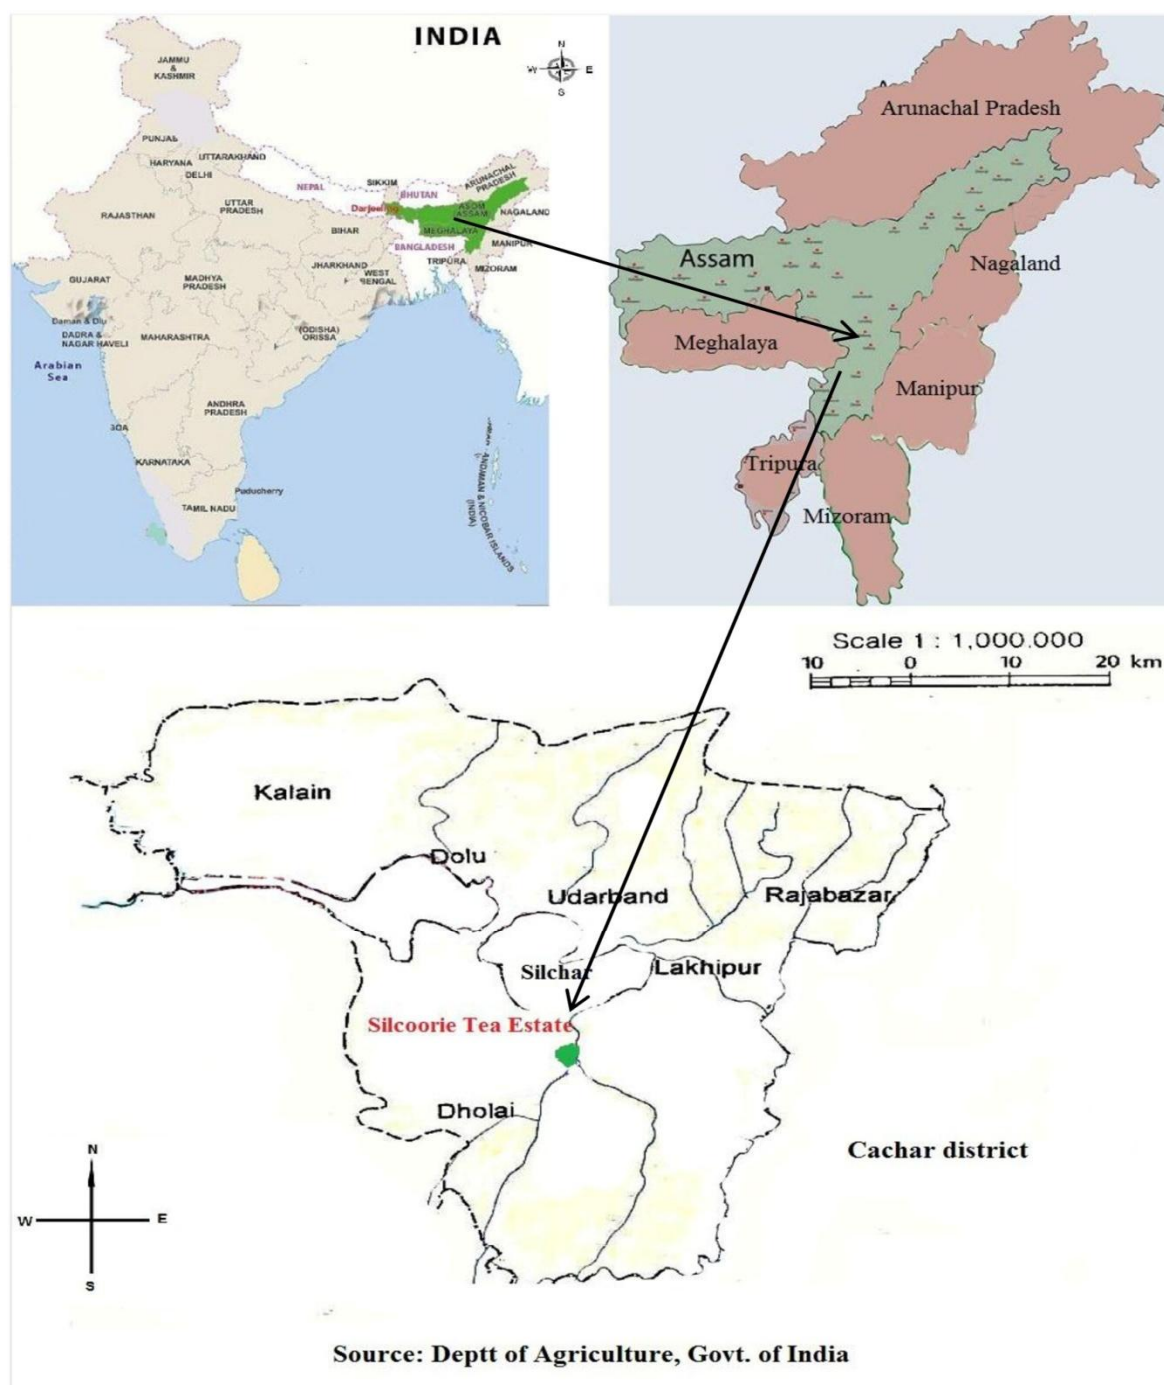 INDIA
N
W E
S
JAMMU
&
KASHMIR
PUNJAB
HARYANA
UTTARAKHAND
DELHI
RAJASTHAN
UTTAR
PRADESH
NEPAL
SIKKIM
BHUTAN
ARUNACHAL
PRADESH
ASOM
ASSAM
NAGALAND
MEGHALAYA
BIHAR
BANGLADESH
MANIPUR
TRIPURA
MIZORAM
JHARKHAND
WEST
BENGAL
GUJARAT
MADHYA
PRADESH
Daman & Diu
DADRA &
NAGAR HAVELI
MAHARASHTRA
(ODISHA)
ORISSA
Arabian
Sea
ANDHRA
PRADESH
KARNATAKA
Puducherry
TAMIL NADU
ANDMAN & NICOBAR ISLANDS
(INDIA)
Arunachal Pradesh
Assam
Nagaland
Meghalaya
Manipur
Tripura
Mizoram
Scale 1 : 1,000.000
10 0 10 20 km
Kalain
Dolu
Udarband
Rajabazar
Silchar
Lakhipur
Silcoorie Tea Estate
Dholai
Cachar district
N
W E
S
Source: Deptt of Agriculture, Govt. of India